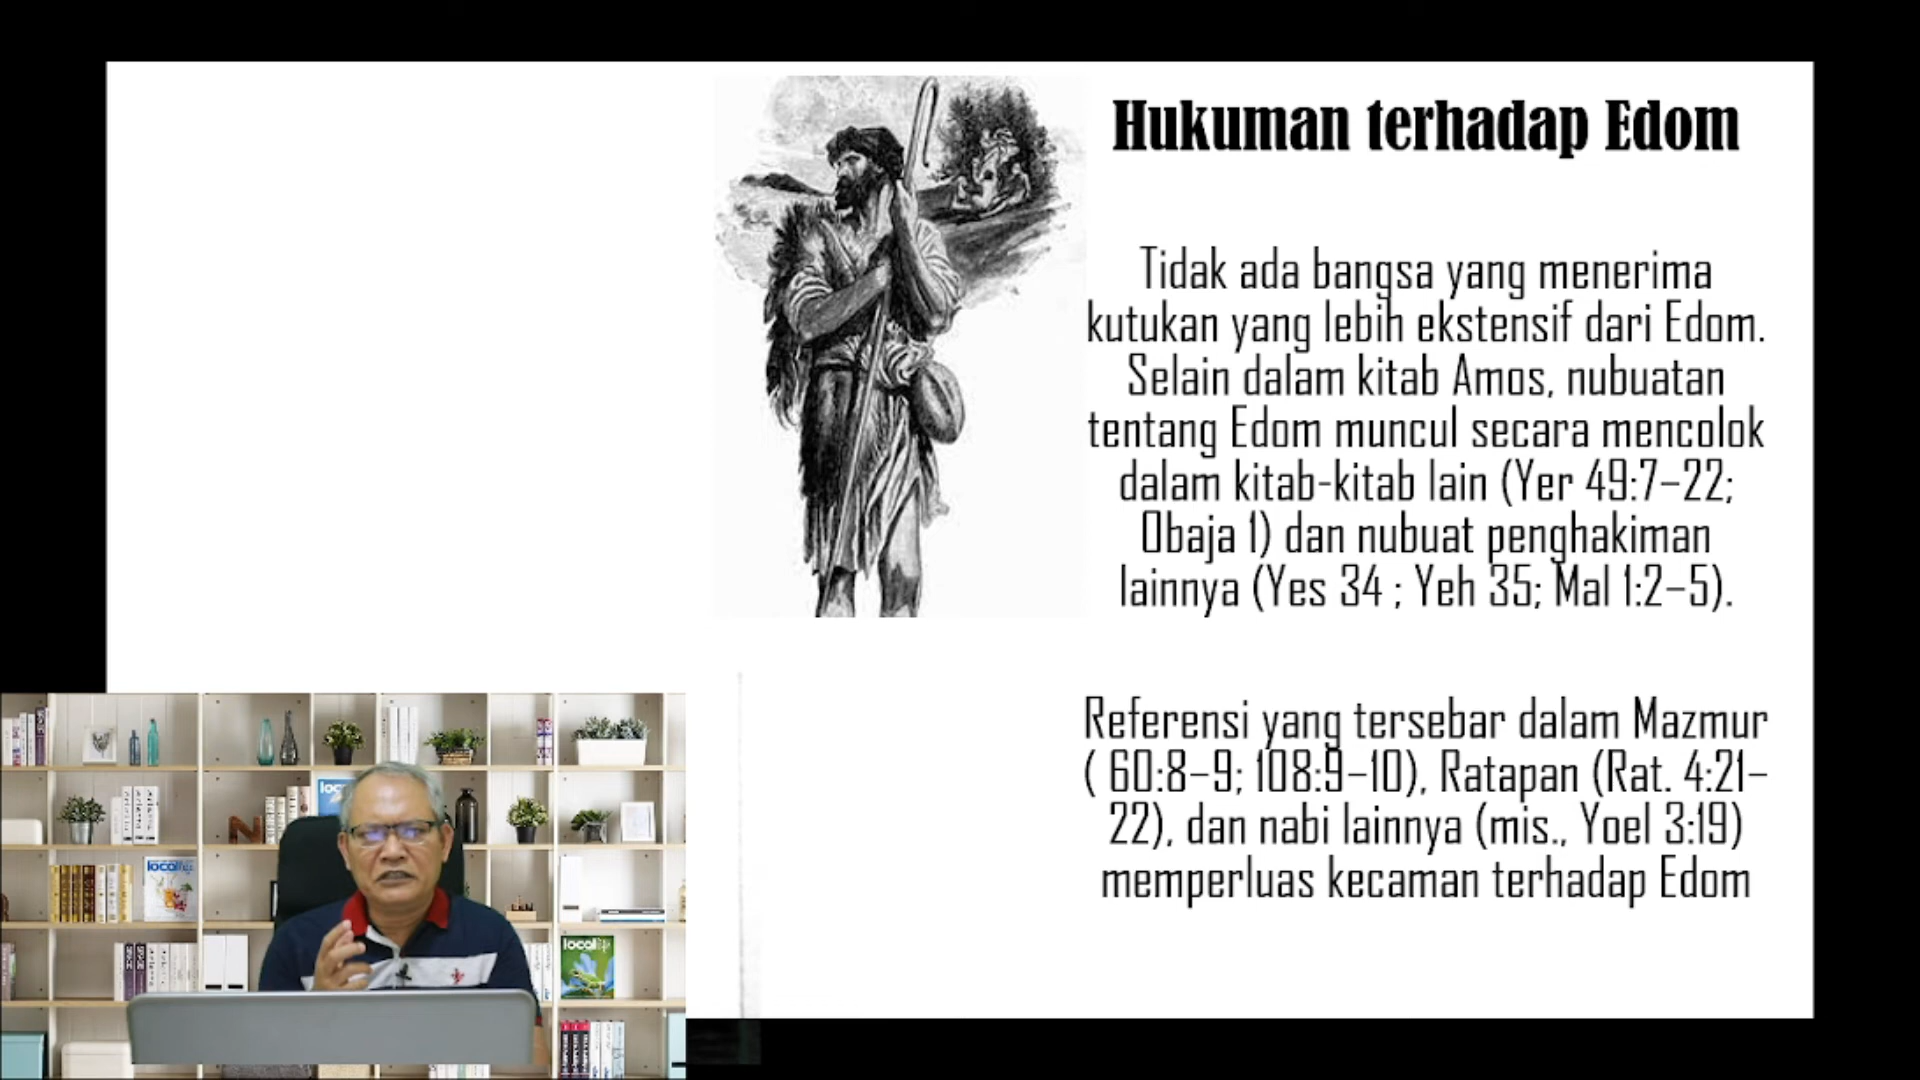 Hukuman terhadap Edom
Tidak ada bangsa yang menerima
kutukan yang lebih ekstensif dari Edom.
Selain dalam kitab Amos, nubuatan
tentang Edom muncul secara mencolok
dalam kitab-kitab lain (Yer 49:7–22;
Obaja 1) dan nubuat penghakiman
lainnya (Yes 34 ; Yeh 35; Mal 1:2–5).
Referensi yang tersebar dalam Mazmur
( 60:8–9; 108:9–10), Ratapan (Rat. 4:21–
22), dan nabi lainnya (mis., Yoel 3:19)
memperluas kecaman terhadap Edom
local